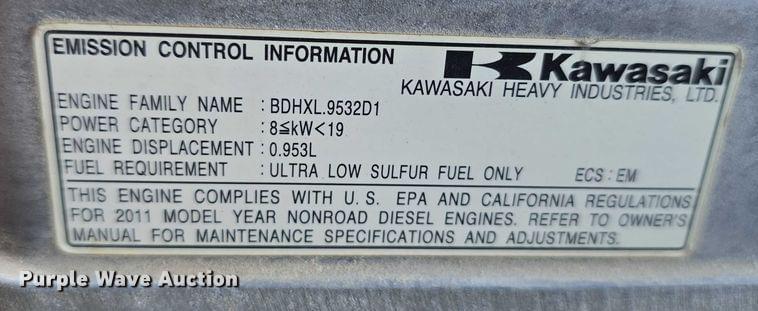 EMISSION CONTROL INFORMATION
Kawasaki
KAWASAKI HEAVY INDUSTRIES, LTD.
ENGINE FAMILY NAME : BDHXL.9532D1
POWER CATEGORY : 8≦kW<19
ENGINE DISPLACEMENT : 0.953L
FUEL REQUIREMENT : ULTRA LOW SULFUR FUEL ONLY ECS : EM
THIS ENGINE COMPLIES WITH U.S. EPA AND CALIFORNIA REGULATIONS
FOR 2011 MODEL YEAR NONROAD DIESEL ENGINES. REFER TO OWNER'S
MANUAL FOR MAINTENANCE SPECIFICATIONS AND ADJUSTMENTS.
Purple Wave Auction